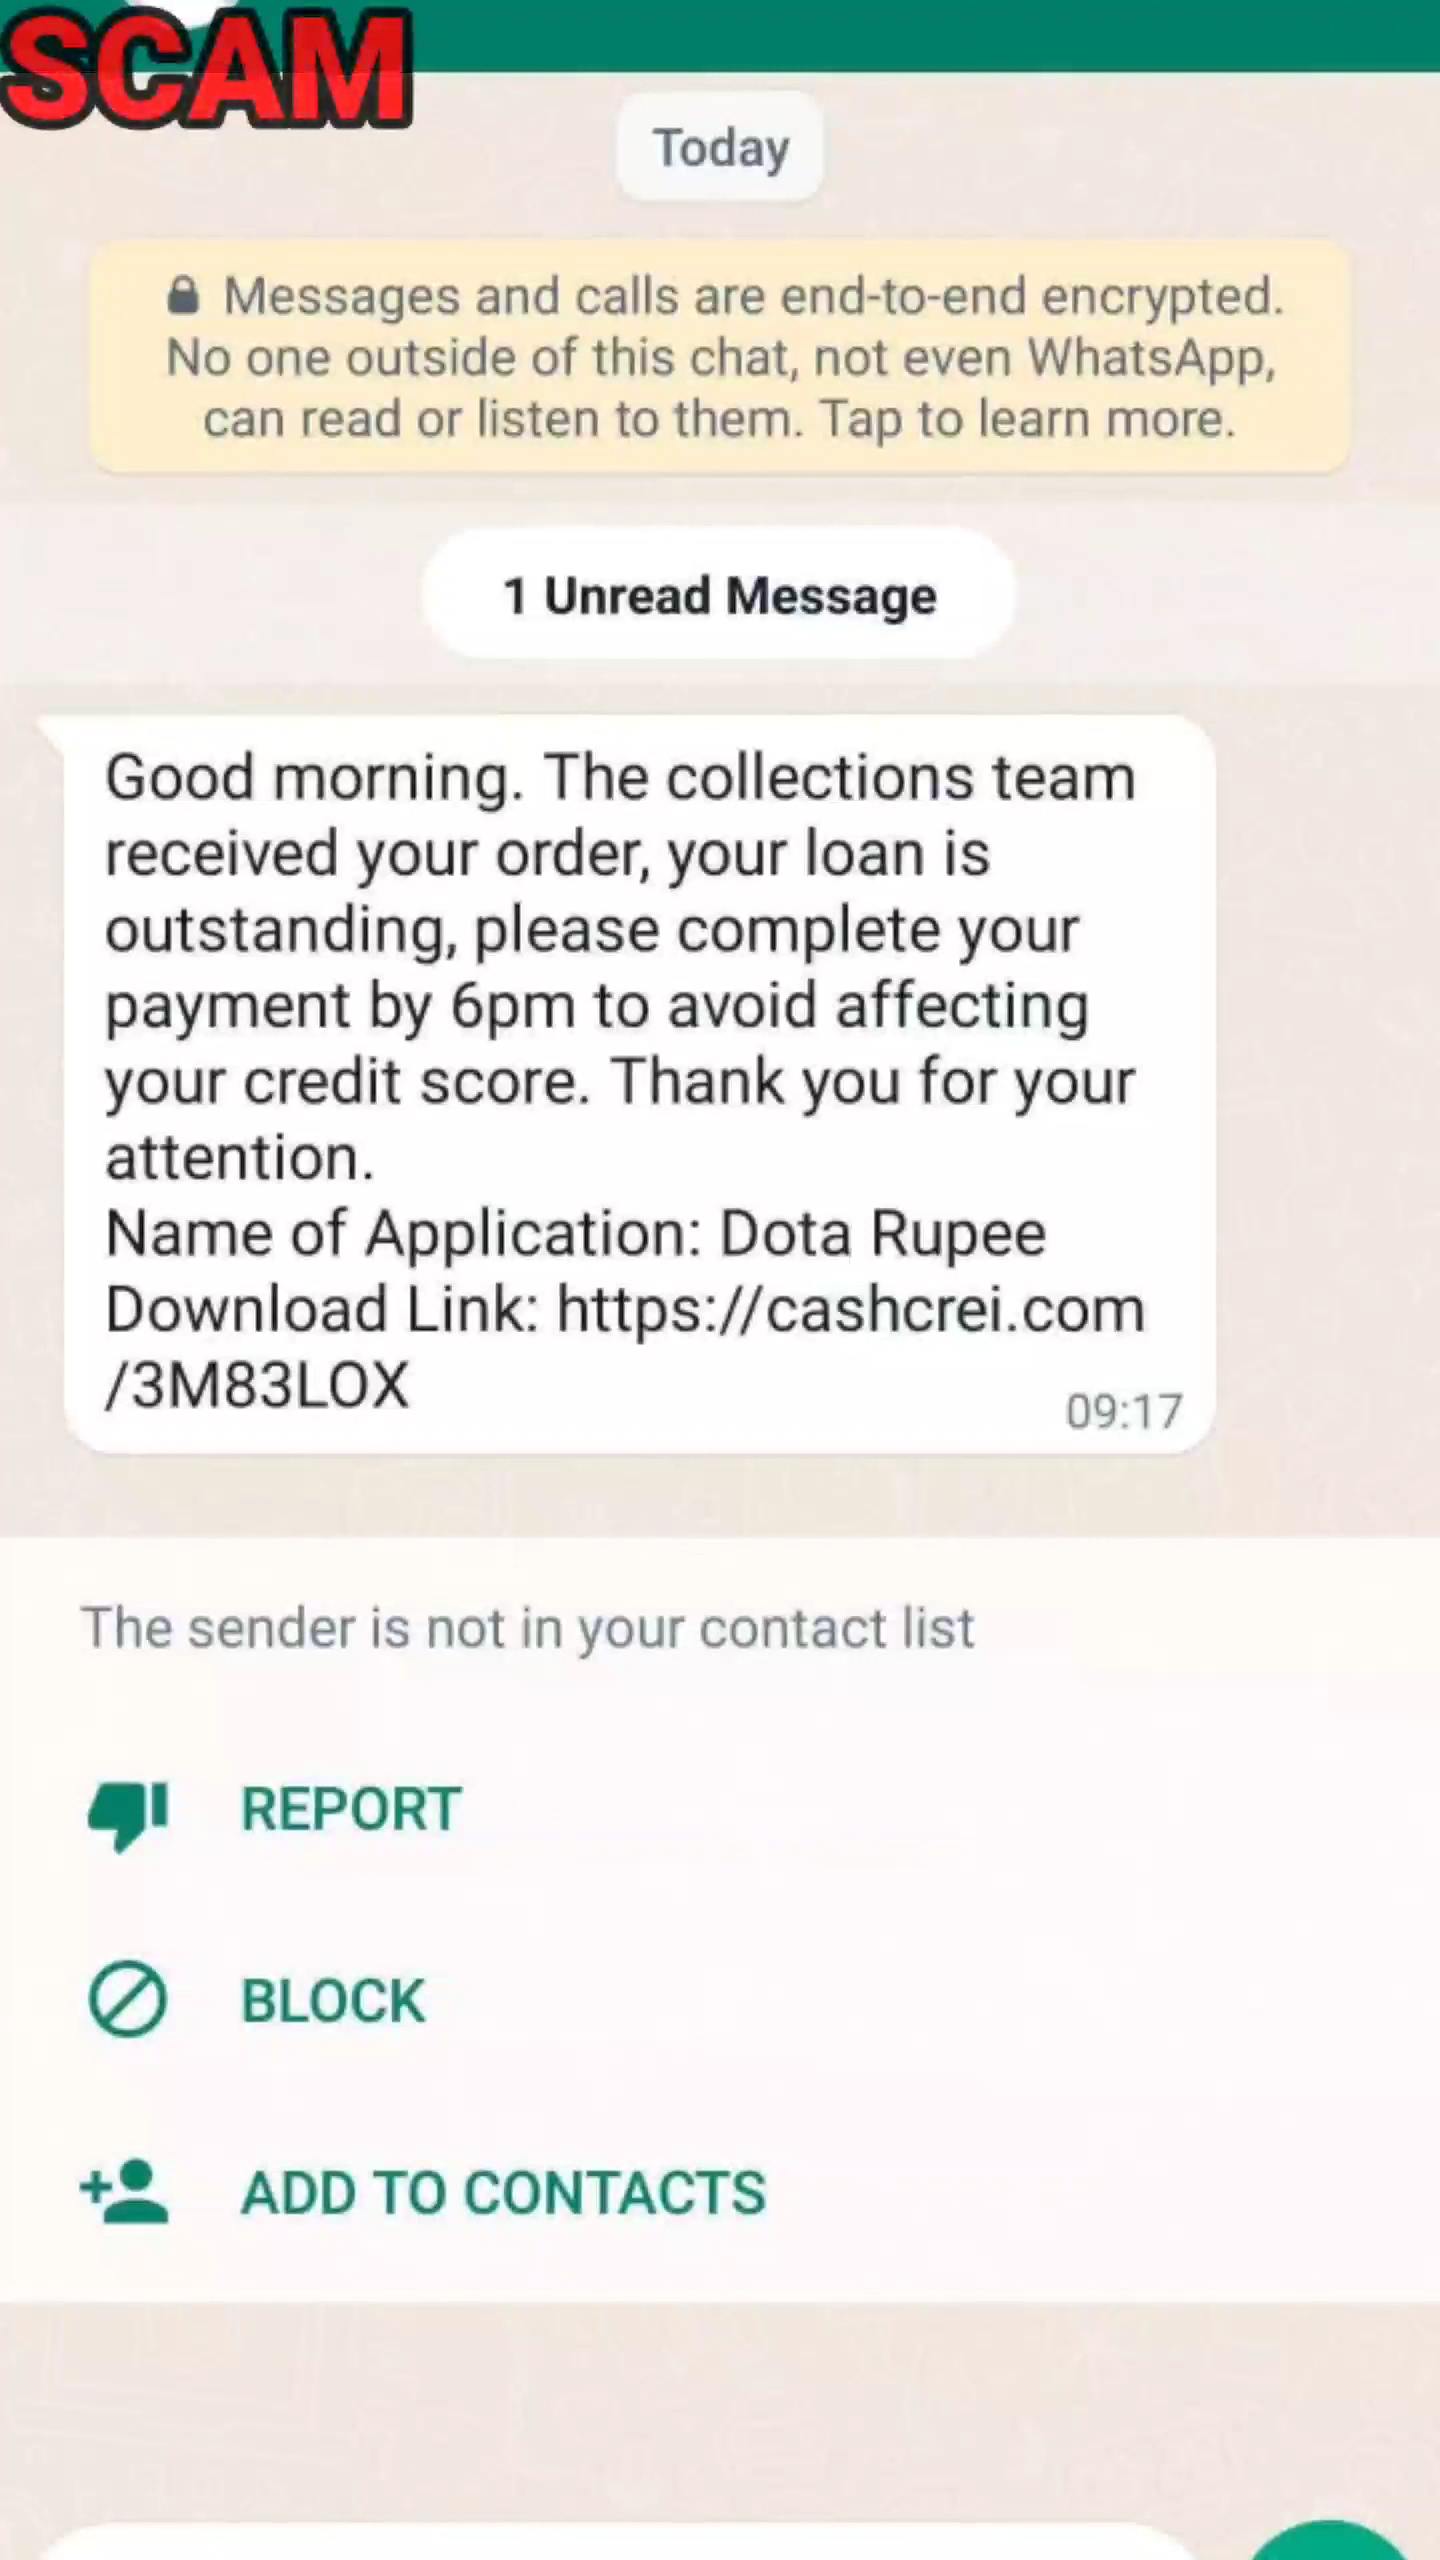 SCAM
Today
Messages and calls are end-to-end encrypted.
No one outside of this chat, not even WhatsApp,
can read or listen to them. Tap to learn more.
1 Unread Message
Good morning. The collections team
received your order, your loan is
outstanding, please complete your
payment by 6pm to avoid affecting
your credit score. Thank you for your
attention.
Name of Application: Dota Rupee
Download Link: https://cashcrei.com
/3M83LOX
09:17
The sender is not in your contact list
REPORT
BLOCK
ADD TO CONTACTS